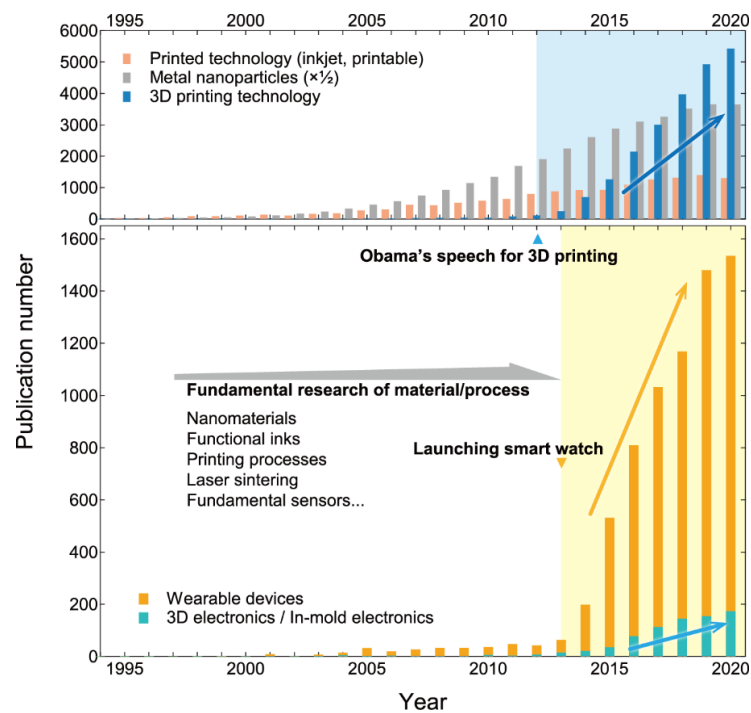 1995 2000 2005 2010 2015 2020
6000
5000
4000
3000
2000
1000
0
Printed technology (inkjet, printable)
Metal nanoparticles (×½)
3D printing technology
Publication number
1600
1400
1200
1000
800
600
400
200
0
Obama's speech for 3D printing
Fundamental research of material/process
Nanomaterials
Functional inks
Printing processes
Laser sintering
Fundamental sensors...
Launching smart watch
Wearable devices
3D electronics / In-mold electronics
1995 2000 2005 2010 2015 2020
Year